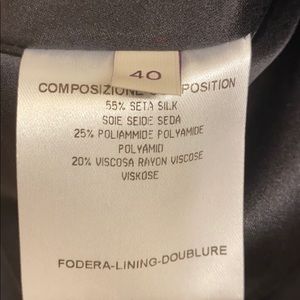 40
COMPOSIZIONE POSITION
55% SETA SILK
SOIE SEIDE SEDA
25% POLIAMMIDE POLYAMIDE
POLYAMID
20% VISCOSA RAYON VISCOSE
VISKOSE
FODERA-LINING-DOUBLURE